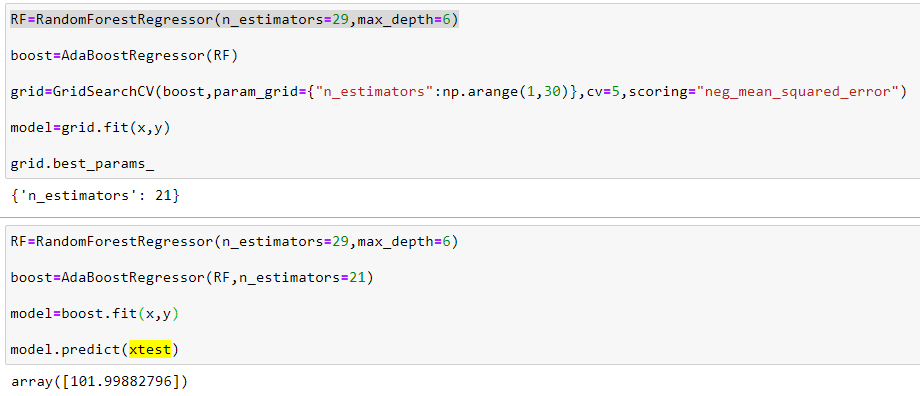 RF=RandomForestRegressor(n_estimators=29,max_depth=6)
boost=AdaBoostRegressor(RF)
grid=GridSearchCV(boost,param_grid={"n_estimators":np.arange(1,30)},cv=5,scoring="neg_mean_squared_error")
model=grid.fit(x,y)
grid.best_params_
{'n_estimators': 21}
RF=RandomForestRegressor(n_estimators=29,max_depth=6)
boost=AdaBoostRegressor(RF,n_estimators=21)
model=boost.fit(x,y)
model.predict(xtest)
array([101.99882796])